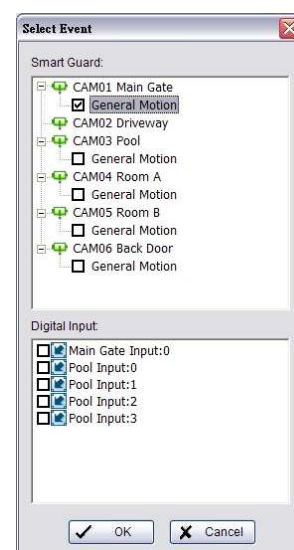 Select Event
Smart Guard:
CAM01 Main Gate
General Motion
CAM02 Driveway
CAM03 Pool
General Motion
CAM04 Room A
General Motion
CAM05 Room B
General Motion
CAM06 Back Door
General Motion
Digital Input:
Main Gate Input:0
Pool Input:0
Pool Input:1
Pool Input:2
Pool Input:3
OK Cancel